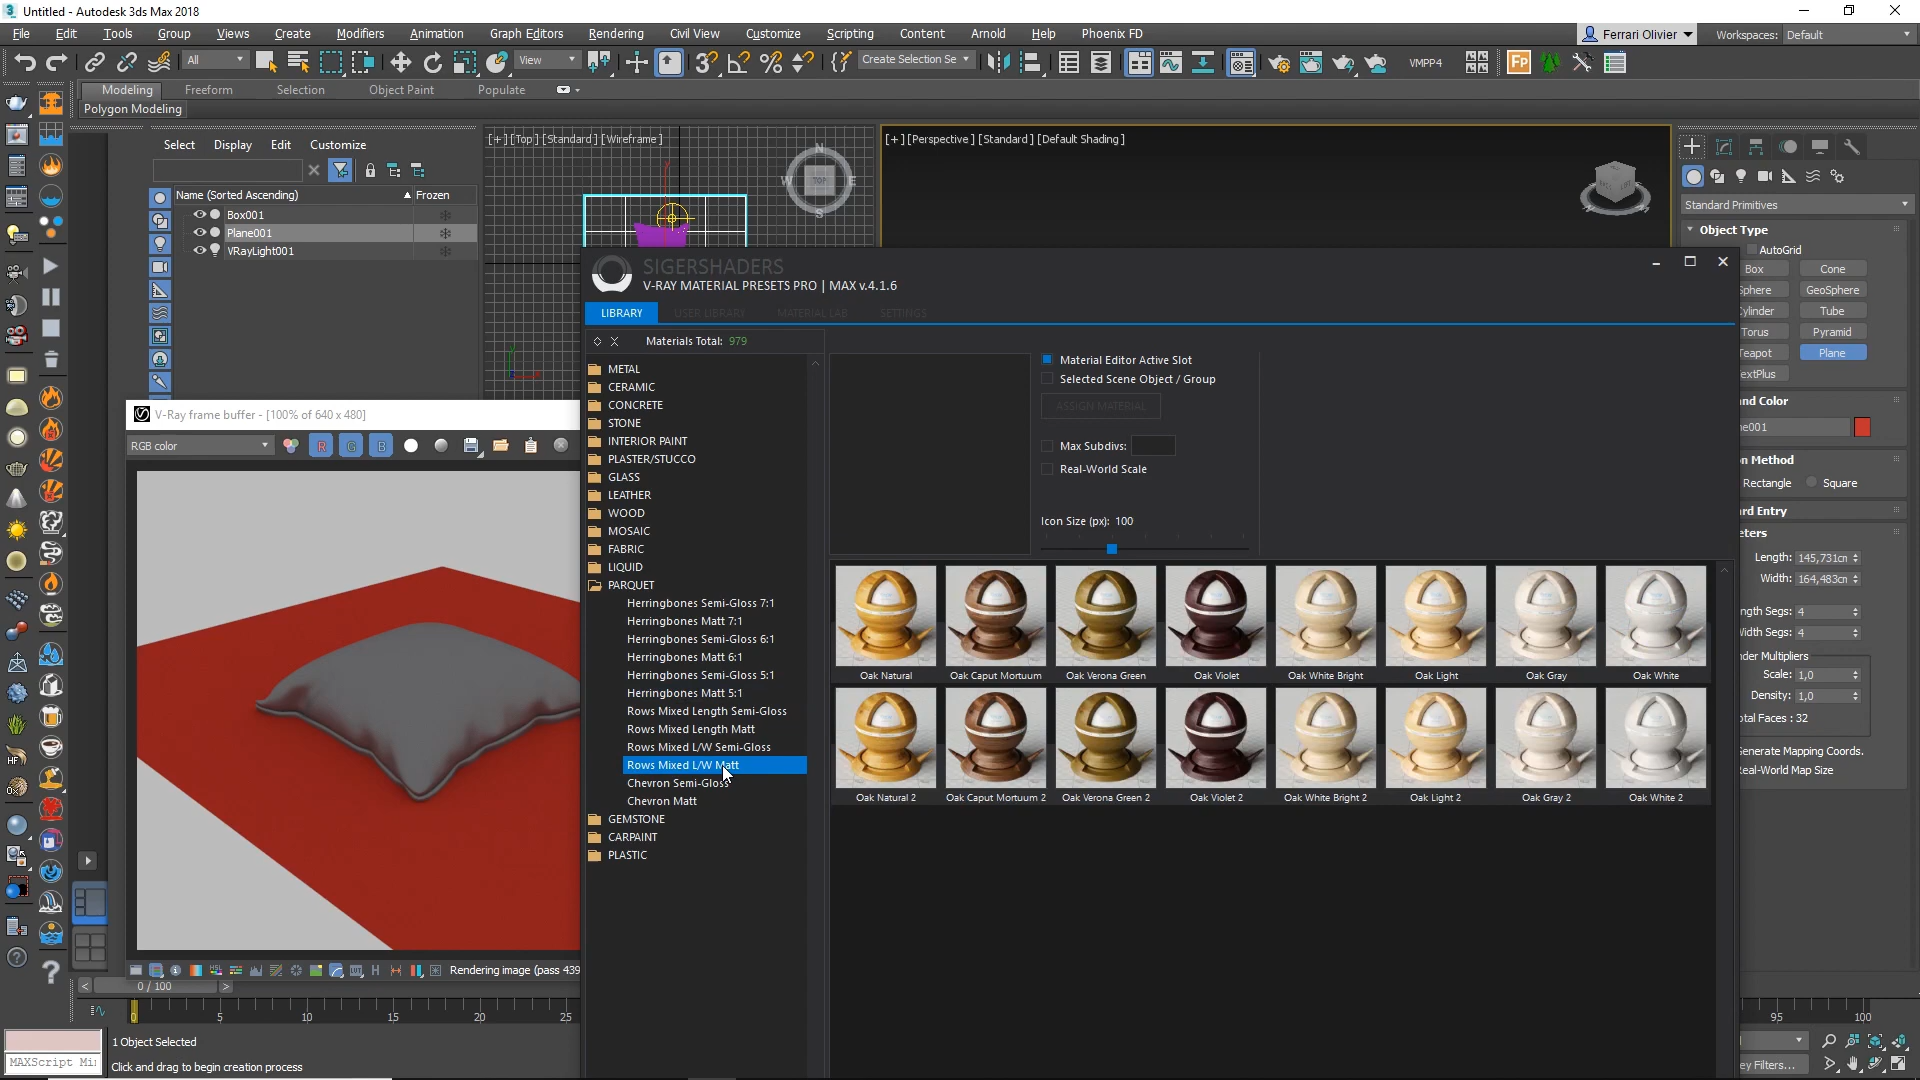 Untitled - Autodesk 3ds Max 2018
File Edit Tools Group Views Create Modifiers Animation Graph Editors Rendering Civil View Customize Scripting Content Arnold Help Phoenix FD
Ferrari Olivier Workspaces: Default
All View Create Selection Se VMPP4
Modeling Freeform Selection Object Paint Populate
Polygon Modeling
Select Display Edit Customize
Name (Sorted Ascending) Frozen
Box001
Plane001
VRayLight001
[+] [Top] [Standard] [Wireframe]
[+] [Perspective] [Standard] [Default Shading]
V-Ray frame buffer - [100% of 640 x 480]
RGB color
R G B
Rendering image (pass 439
SIGERSHADERS
V-RAY MATERIAL PRESETS PRO | MAX v.4.1.6
LIBRARY USER LIBRARY MATERIAL LAB SETTINGS
Materials Total: 979
METAL
CERAMIC
CONCRETE
STONE
INTERIOR PAINT
PLASTER/STUCCO
GLASS
LEATHER
WOOD
MOSAIC
FABRIC
LIQUID
PARQUET
Herringbones Semi-Gloss 7:1
Herringbones Matt 7:1
Herringbones Semi-Gloss 6:1
Herringbones Matt 6:1
Herringbones Semi-Gloss 5:1
Herringbones Matt 5:1
Rows Mixed Length Semi-Gloss
Rows Mixed Length Matt
Rows Mixed L/W Semi-Gloss
Rows Mixed L/W Matt
Chevron Semi-Gloss
Chevron Matt
GEMSTONE
CARPAINT
PLASTIC
Material Editor Active Slot
Selected Scene Object / Group
ASSIGN MATERIAL
Max Subdivs:
Real-World Scale
Icon Size (px): 100
Oak Natural Oak Caput Mortuum Oak Verona Green Oak Violet Oak White Bright Oak Light Oak Gray Oak White
Oak Natural 2 Oak Caput Mortuum 2 Oak Verona Green 2 Oak Violet 2 Oak White Bright 2 Oak Light 2 Oak Gray 2 Oak White 2
Standard Primitives
Object Type
AutoGrid
Box Cone
Sphere GeoSphere
Cylinder Tube
Torus Pyramid
Teapot Plane
extPlus
nd Color
ne001
on Method
Rectangle Square
rd Entry
eters
Length: 145,731cm
Width: 164,483cm
ngth Segs: 4
Width Segs: 4
nder Multipliers
Scale: 1,0
Density: 1,0
otal Faces : 32
Generate Mapping Coords.
Real-World Map Size
0 / 100
0 5 10 15 20 25 95 100
MAXScript Mi
1 Object Selected
Click and drag to begin creation process
ey Filters...